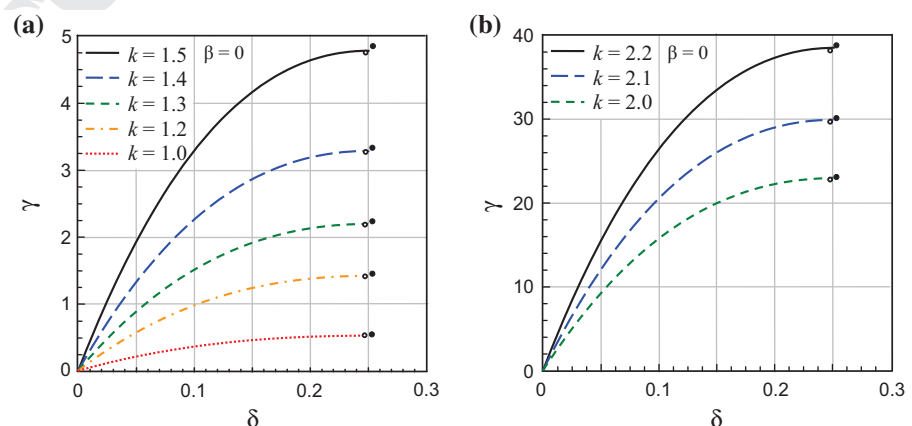 (a)
5
4
3
2
1
0
γ
k = 1.5 β = 0
k = 1.4
k = 1.3
k = 1.2
k = 1.0
0 0.1 0.2 0.3
δ
(b)
40
30
20
10
0
γ
k = 2.2 β = 0
k = 2.1
k = 2.0
0 0.1 0.2 0.3
δ